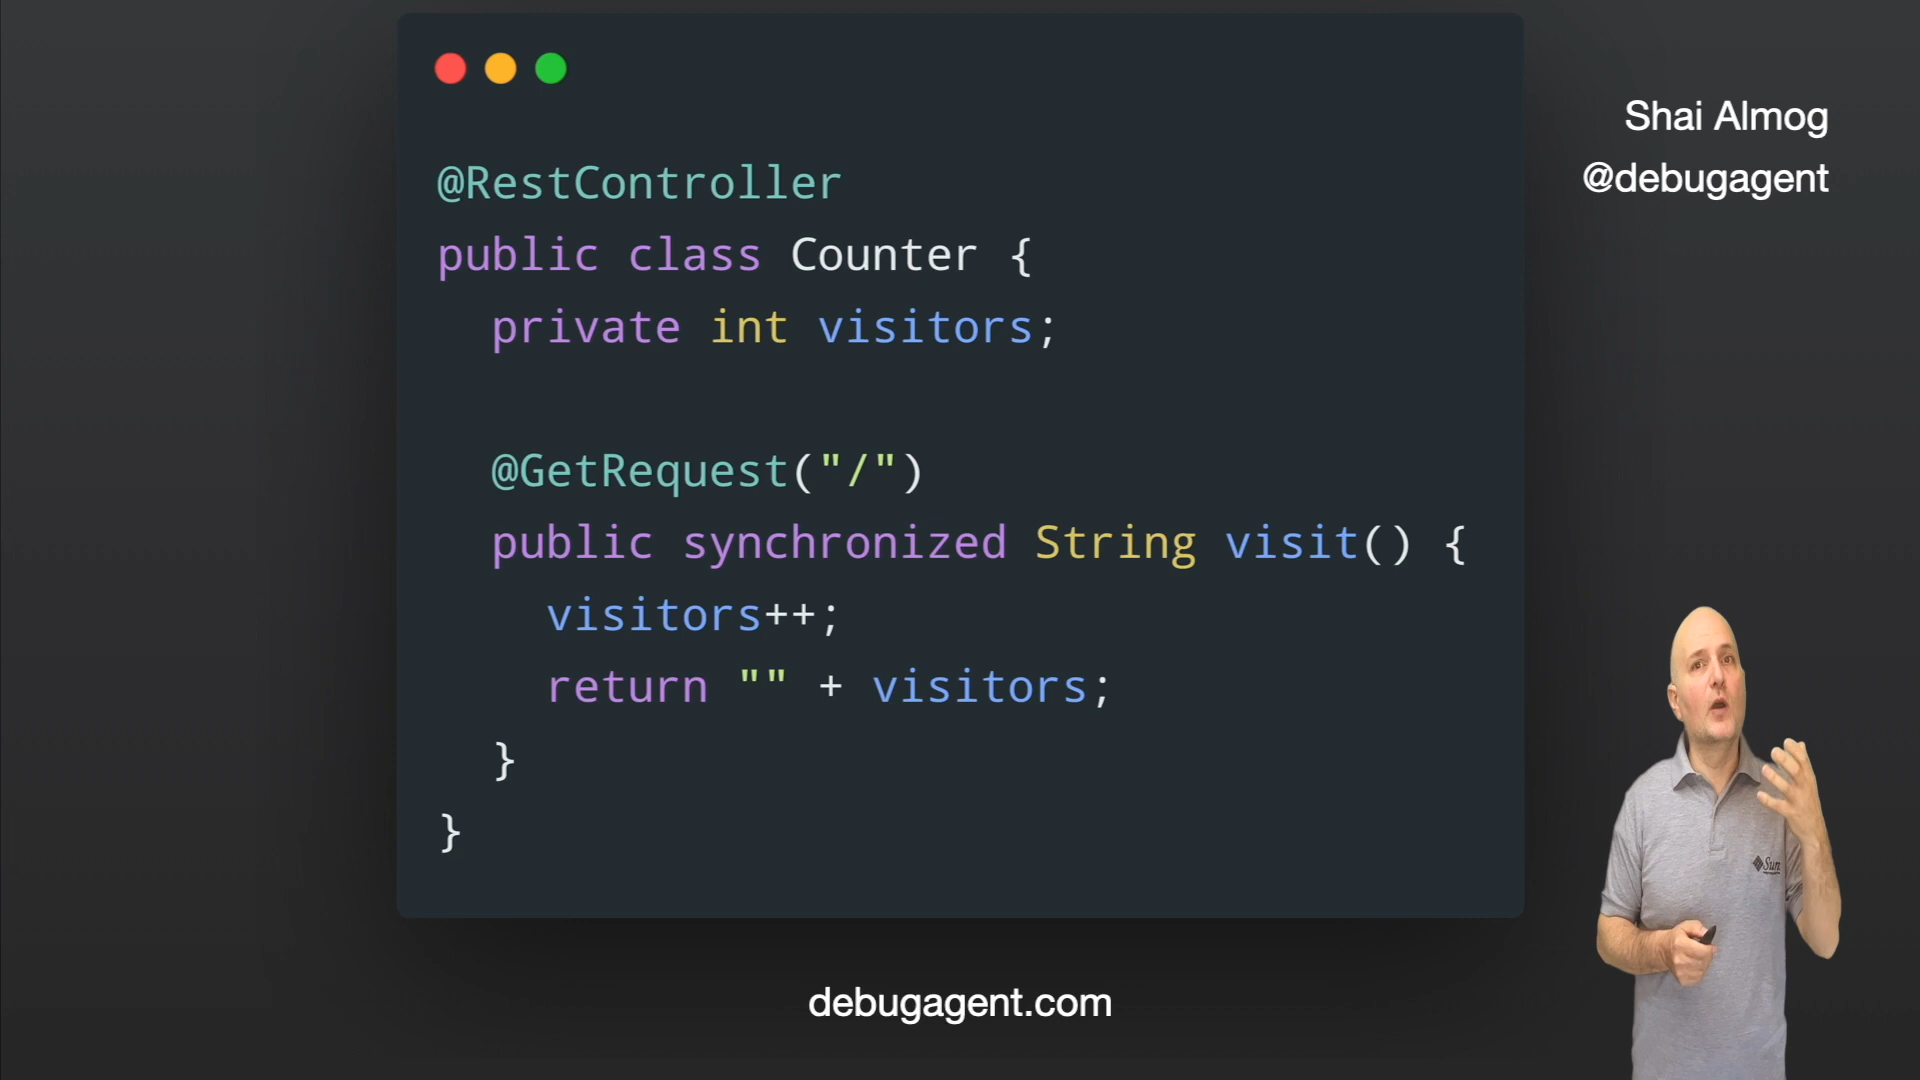 @RestController
public class Counter {
  private int visitors;

  @GetRequest("/")
  public synchronized String visit() {
    visitors++;
    return "" + visitors;
  }
}
Shai Almog
@debugagent
Sun
debugagent.com